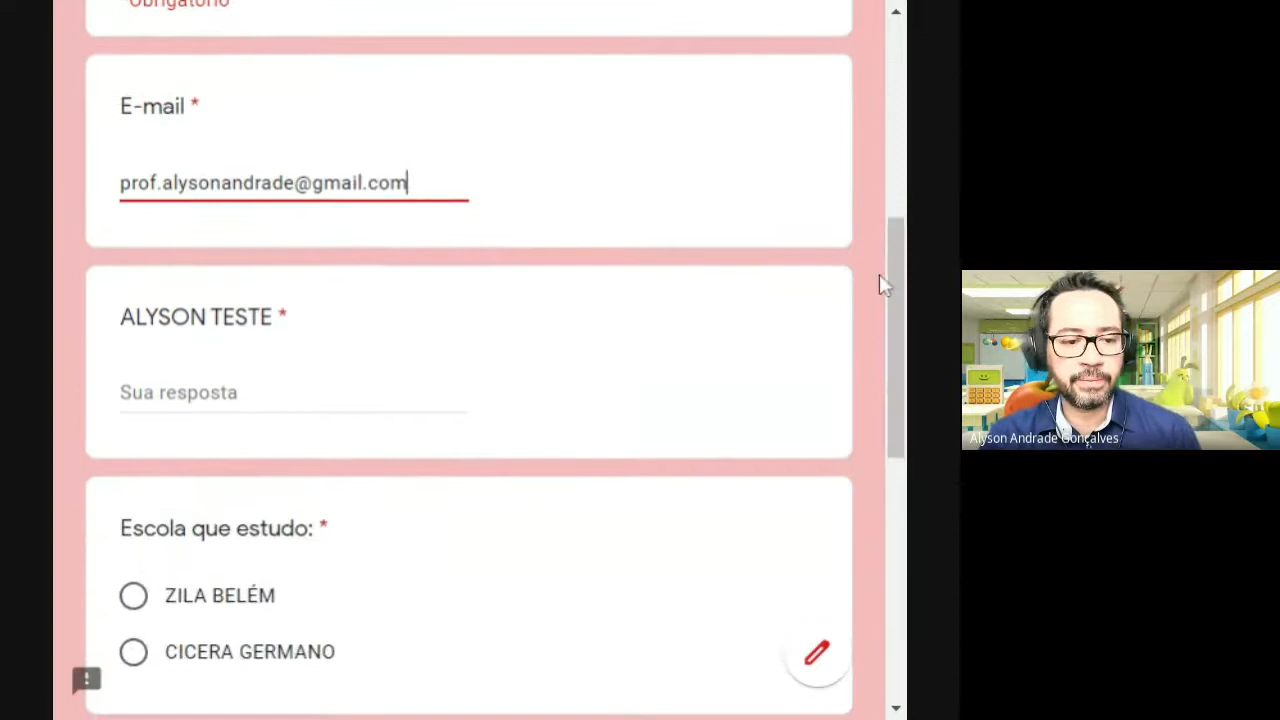 *Obrigatório
E-mail *
prof.alysonandrade@gmail.com
ALYSON TESTE *
Sua resposta
Escola que estudo: *
ZILA BELÉM
CICERA GERMANO
Alyson Andrade Gonçalves